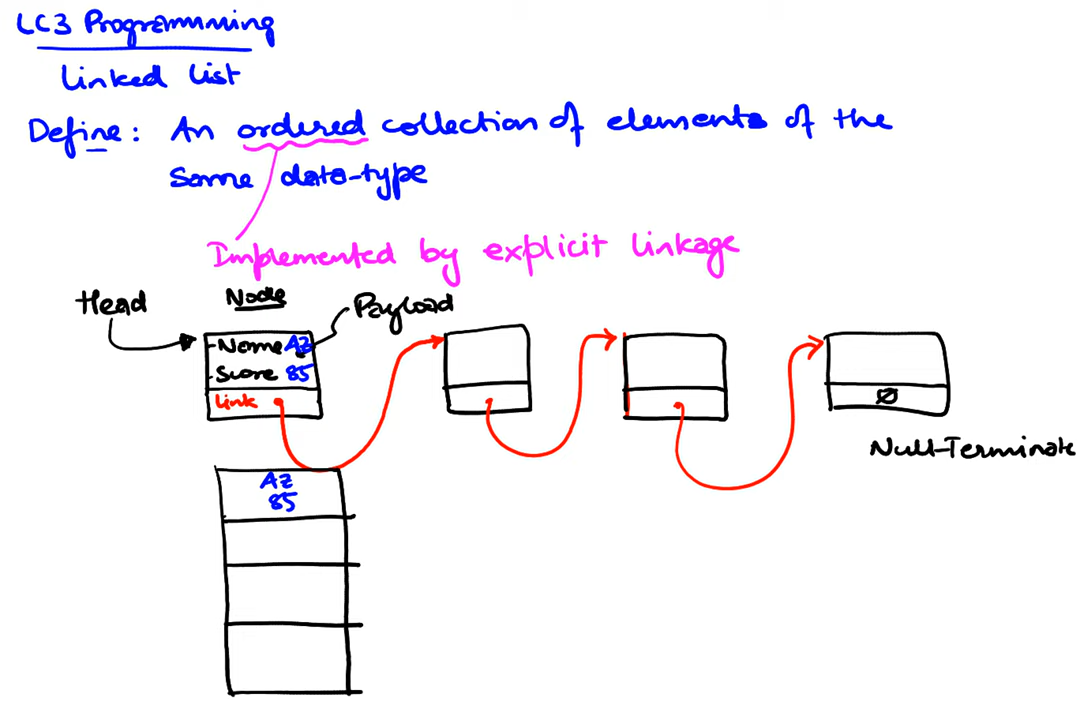 LC3 Programming
Linked List
Define: An ordered collection of elements of the
same data-type
Implemented by explicit linkage
Head
Node
Payload
-Name AZ
-Score 85
Link
Ø
Null-Terminate
AZ
85